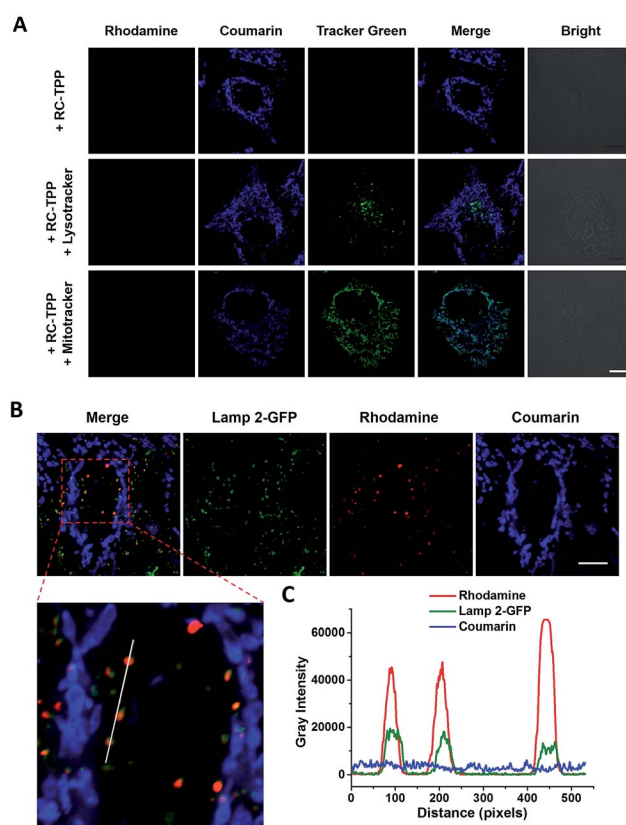 A
Rhodamine Coumarin Tracker Green Merge Bright
+ RC-TPP
+ RC-TPP
+ Lysotracker
+ RC-TPP
+ Mitotracker
B
Merge Lamp 2-GFP Rhodamine Coumarin
C
Rhodamine
Lamp 2-GFP
Coumarin
60000
40000
20000
0
Gray Intensity
0 100 200 300 400 500
Distance (pixels)